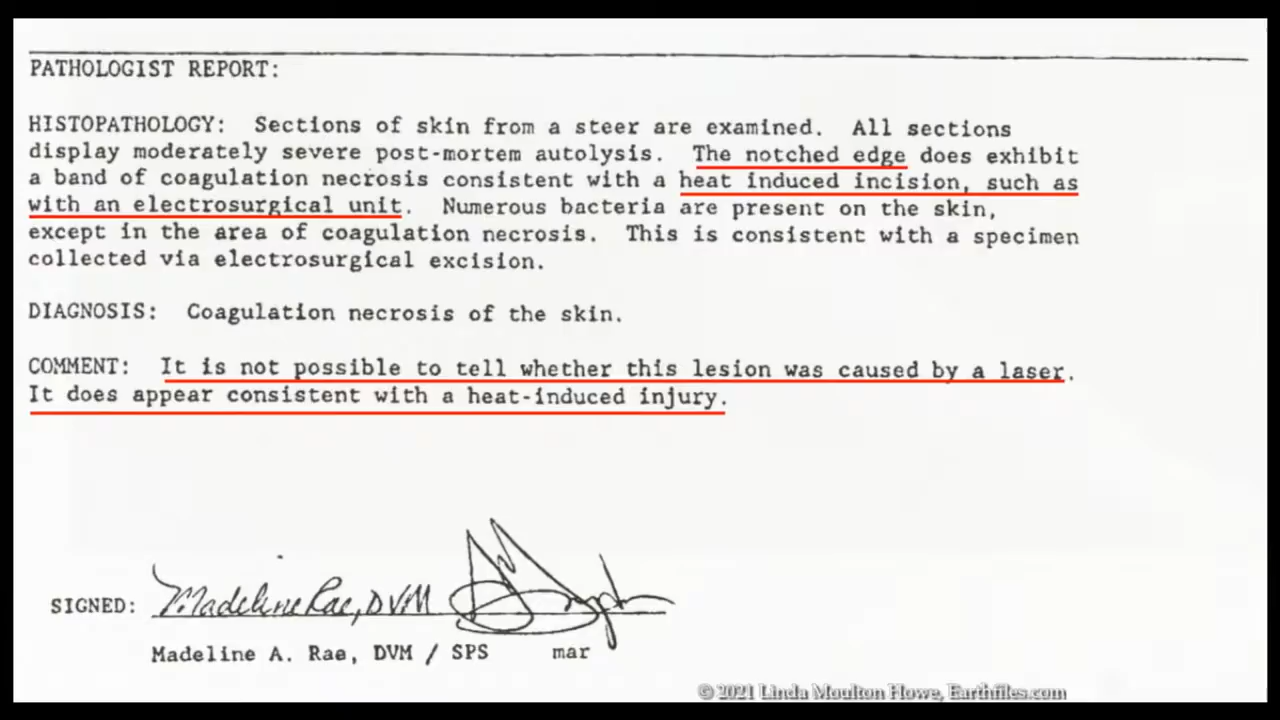 PATHOLOGIST REPORT:
HISTOPATHOLOGY: Sections of skin from a steer are examined. All sections
display moderately severe post-mortem autolysis. The notched edge does exhibit
a band of coagulation necrosis consistent with a heat induced incision, such as
with an electrosurgical unit. Numerous bacteria are present on the skin,
except in the area of coagulation necrosis. This is consistent with a specimen
collected via electrosurgical excision.
DIAGNOSIS: Coagulation necrosis of the skin.
COMMENT: It is not possible to tell whether this lesion was caused by a laser.
It does appear consistent with a heat-induced injury.
SIGNED: Madeline Rae, DVM
Madeline A. Rae, DVM / SPS mar
© 2021 Linda Moulton Howe, Earthfiles.com